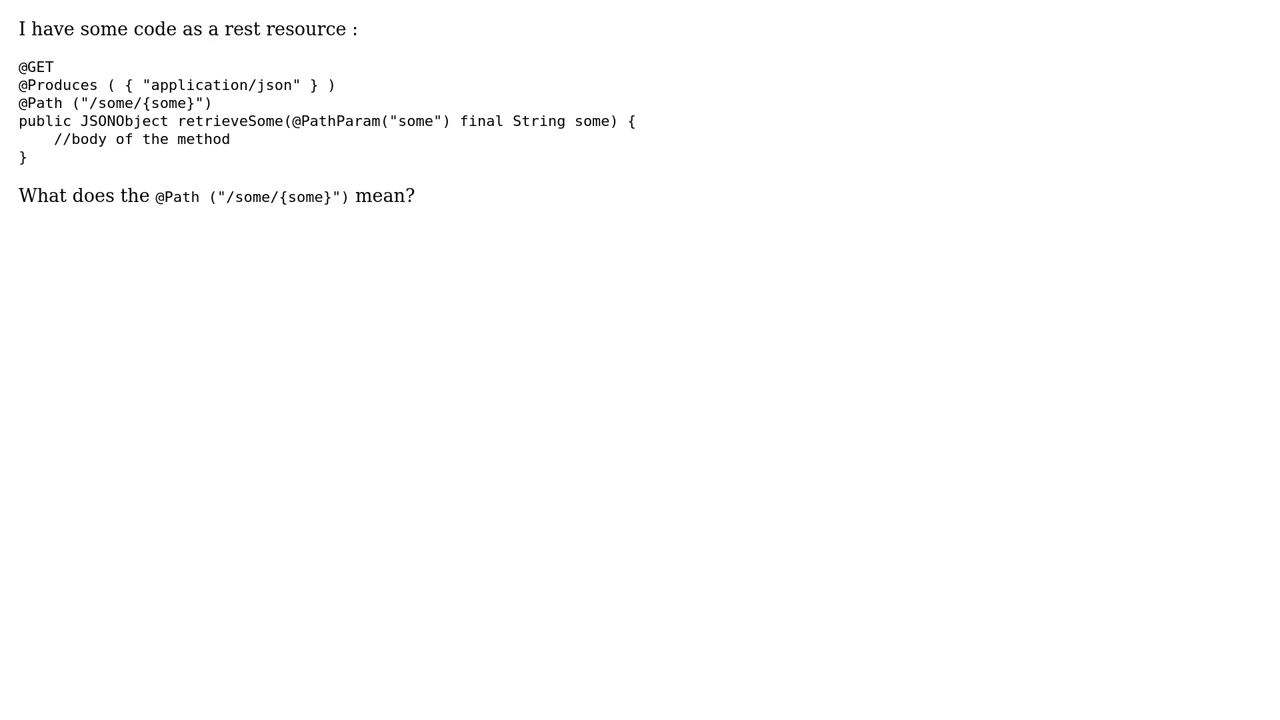 I have some code as a rest resource :
@GET
@Produces ( { "application/json" } )
@Path ("/some/{some}")
public JSONObject retrieveSome(@PathParam("some") final String some) {
    //body of the method
}
What does the @Path ("/some/{some}") mean?